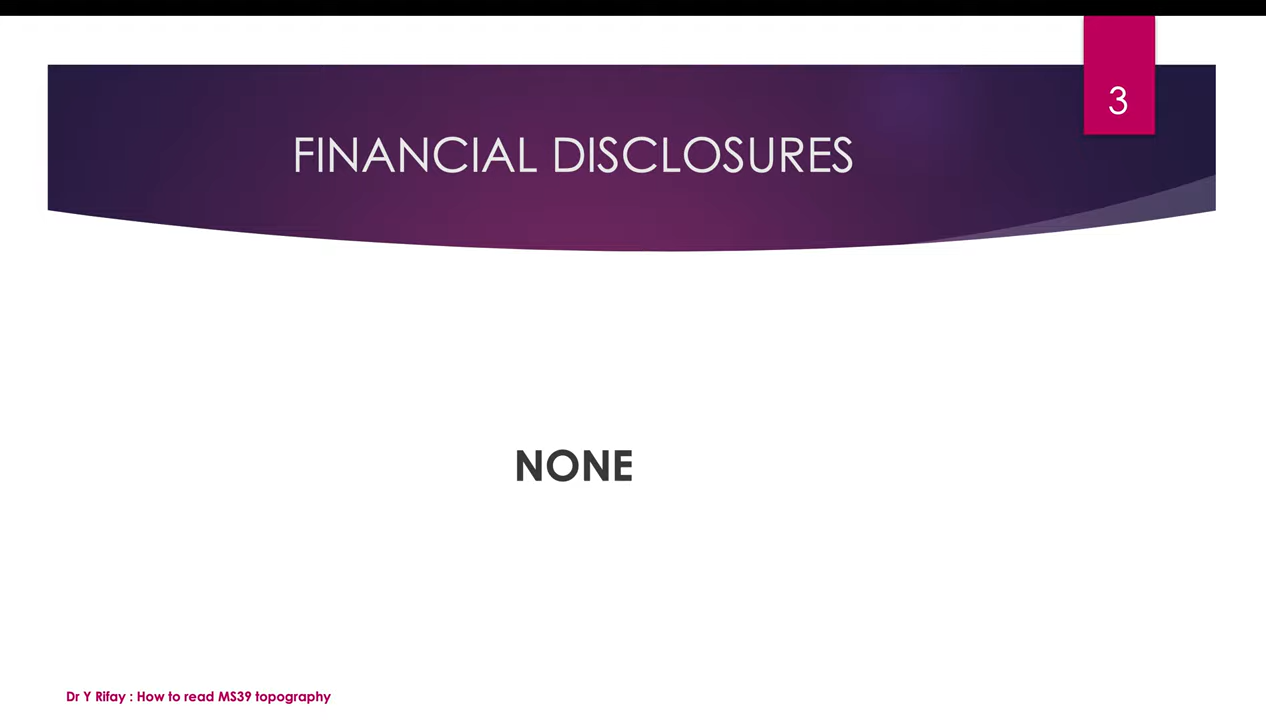 3
FINANCIAL DISCLOSURES
NONE
Dr Y Rifay : How to read MS39 topography